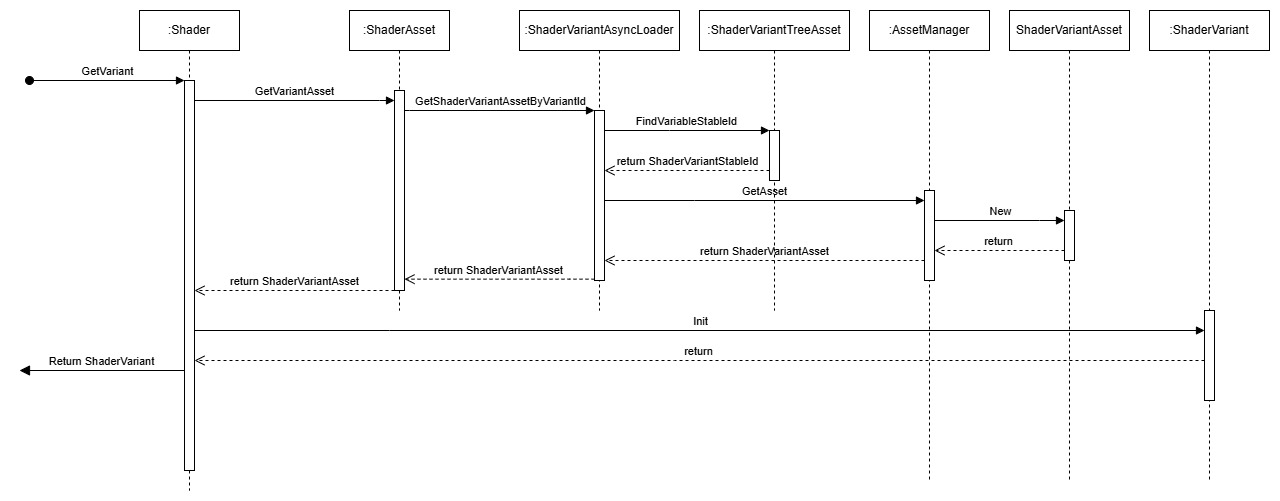 :Shader
:ShaderAsset
:ShaderVariantAsyncLoader
:ShaderVariantTreeAsset
:AssetManager
ShaderVariantAsset
:ShaderVariant
GetVariant
GetVariantAsset
GetShaderVariantAssetByVariantId
FindVariableStableId
return ShaderVariantStableId
GetAsset
New
return
return ShaderVariantAsset
return ShaderVariantAsset
return ShaderVariantAsset
Init
return
Return ShaderVariant